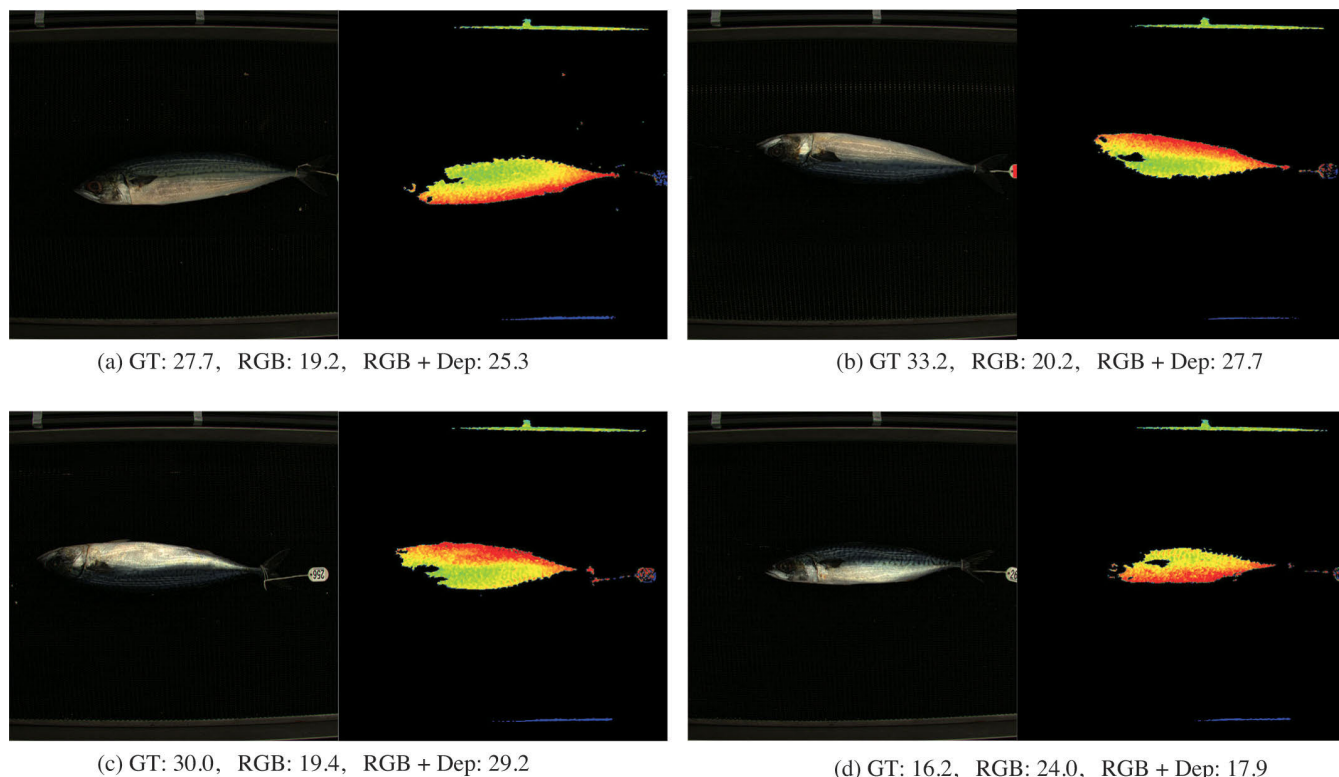 (a) GT: 27.7, RGB: 19.2, RGB + Dep: 25.3
(b) GT 33.2, RGB: 20.2, RGB + Dep: 27.7
256
(c) GT: 30.0, RGB: 19.4, RGB + Dep: 29.2
(d) GT: 16.2, RGB: 24.0, RGB + Dep: 17.9